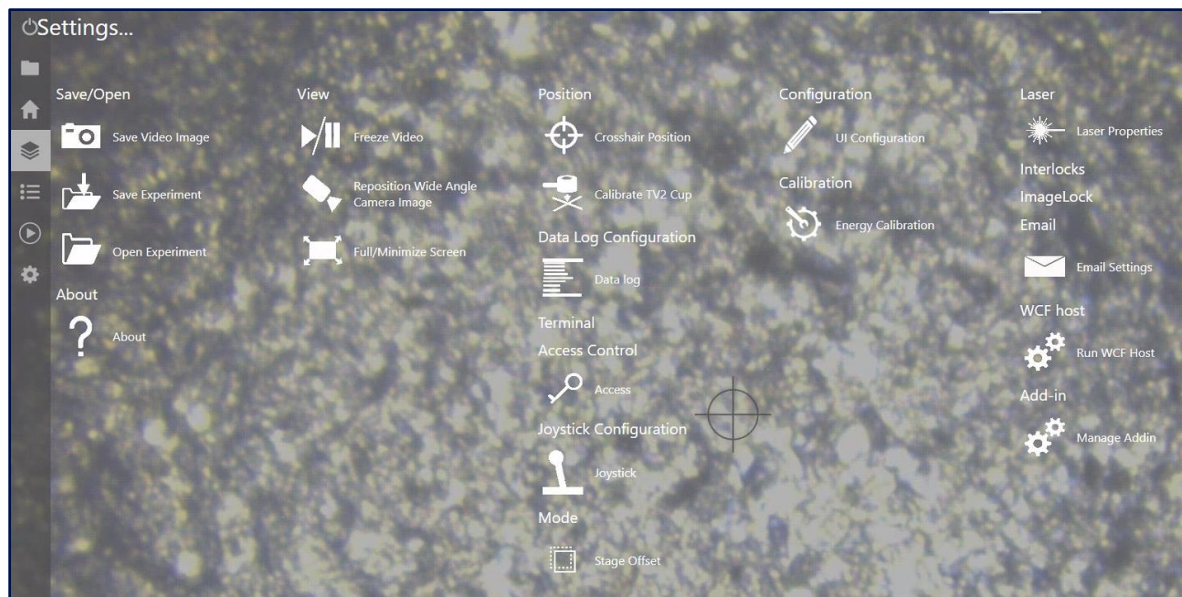 Settings...
Save/Open
Save Video Image
Save Experiment
Open Experiment
About
About
View
Freeze Video
Reposition Wide Angle
Camera Image
Full/Minimize Screen
Position
Crosshair Position
Calibrate TV2 Cup
Data Log Configuration
Data log
Terminal
Access Control
Access
Joystick Configuration
Joystick
Mode
Stage Offset
Configuration
UI Configuration
Calibration
Energy Calibration
Laser
Laser Properties
Interlocks
ImageLock
Email
Email Settings
WCF host
Run WCF Host
Add-in
Manage Addin